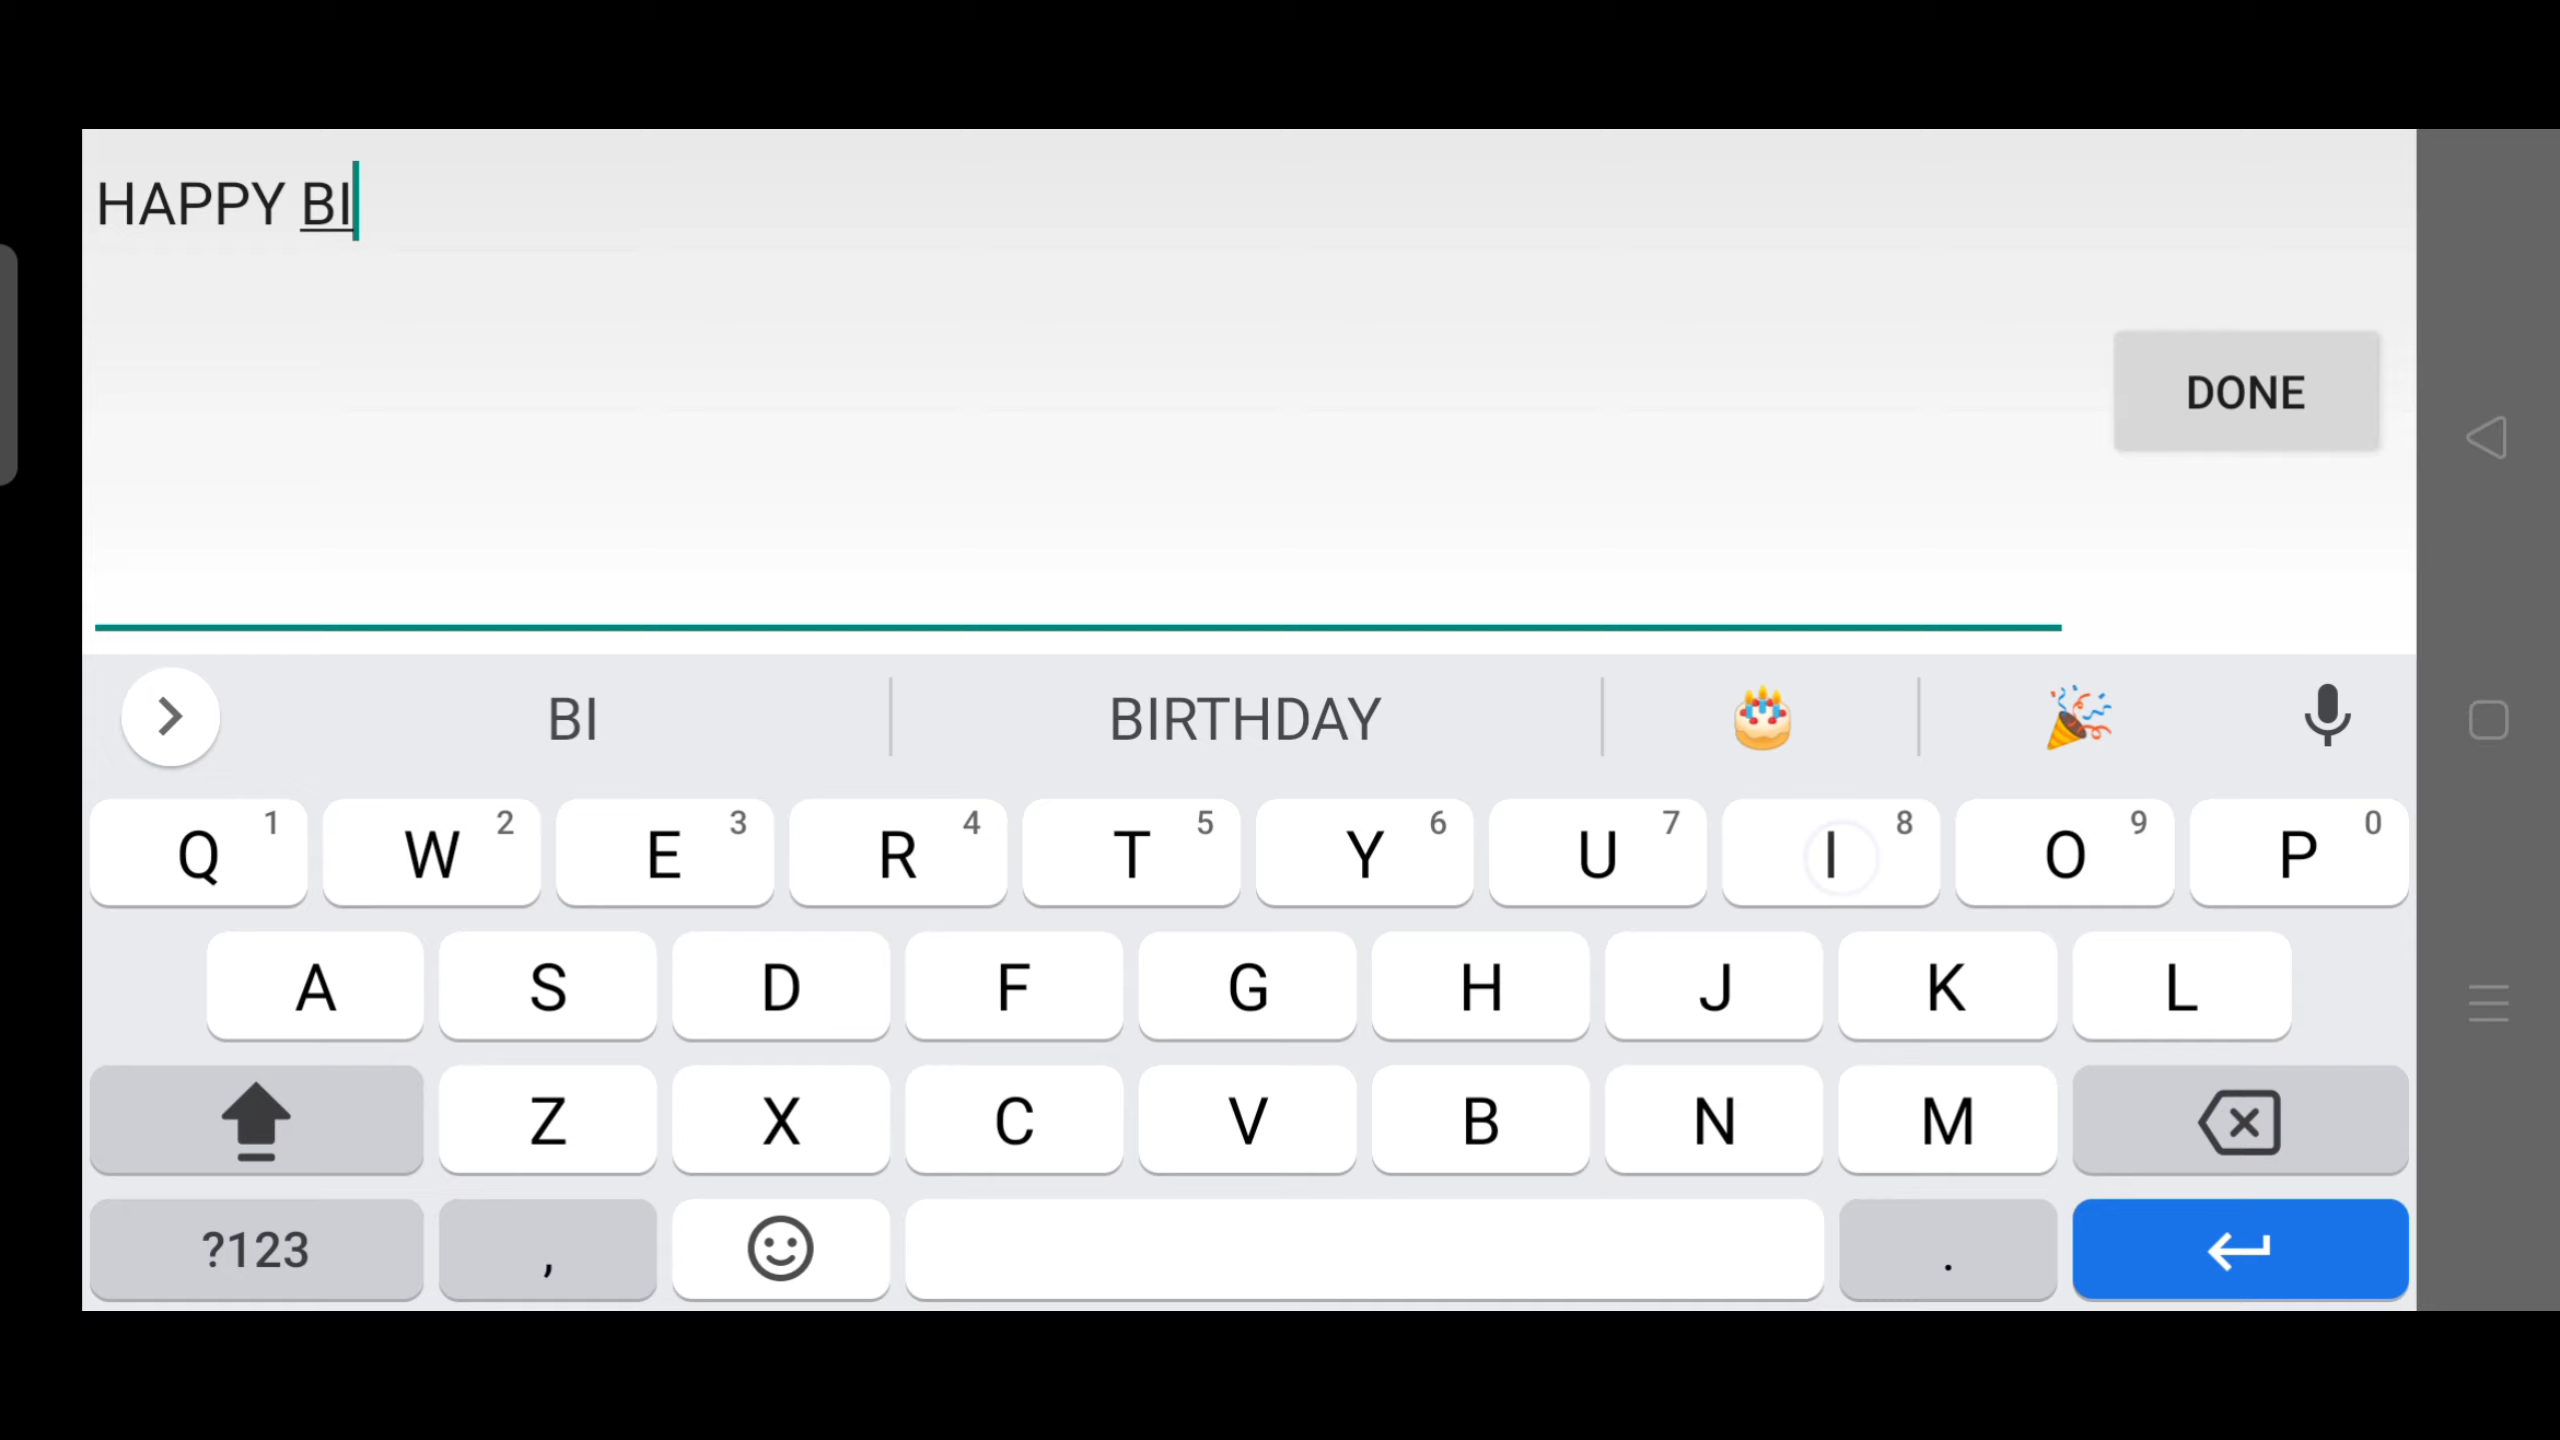 HAPPY BI
DONE
BI BIRTHDAY 🎂 🎉
Q 1 W 2 E 3 R 4 T 5 Y 6 U 7 I 8 O 9 P 0
A S D F G H J K L
Z X C V B N M
?123 , .